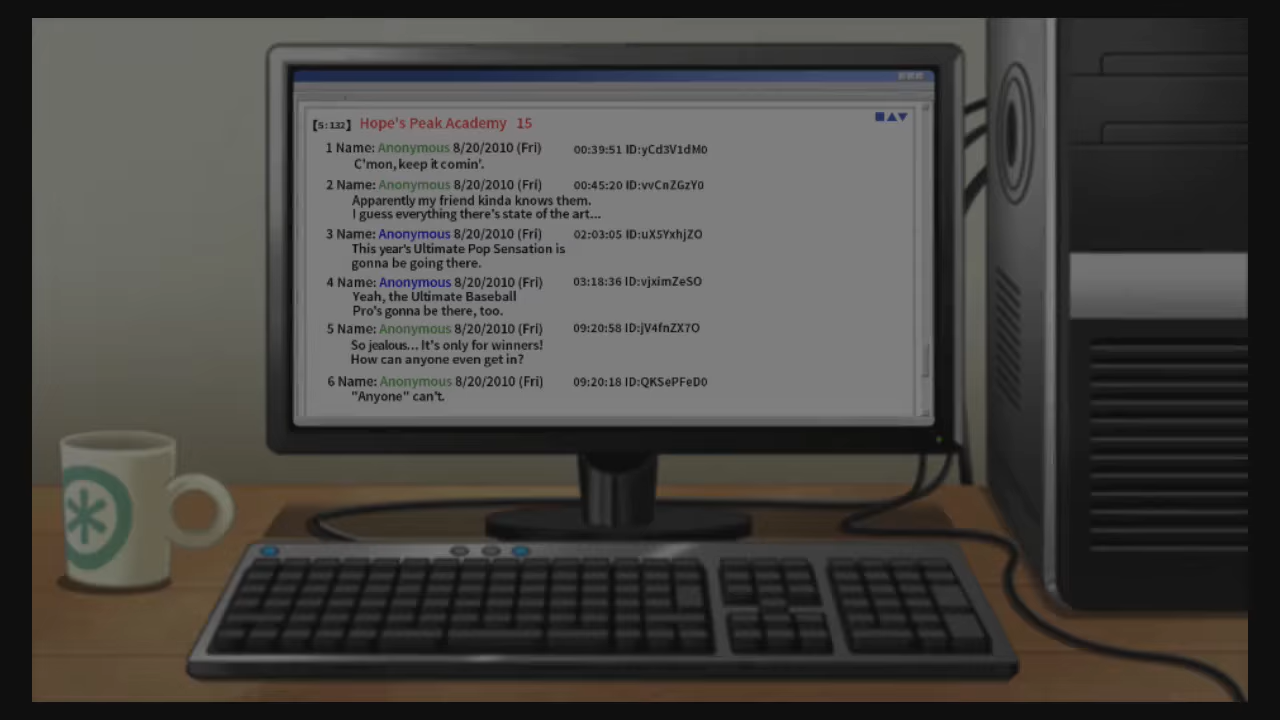 [5:132] Hope's Peak Academy 15
1 Name: Anonymous 8/20/2010 (Fri) 00:39:51 ID:yCd3V1dM0
C'mon, keep it comin'.
2 Name: Anonymous 8/20/2010 (Fri) 00:45:20 ID:vvCnZGzY0
Apparently my friend kinda knows them.
I guess everything there's state of the art...
3 Name: Anonymous 8/20/2010 (Fri) 02:03:05 ID:uX5YxhjZO
This year's Ultimate Pop Sensation is
gonna be going there.
4 Name: Anonymous 8/20/2010 (Fri) 03:18:36 ID:vjximZeSO
Yeah, the Ultimate Baseball
Pro's gonna be there, too.
5 Name: Anonymous 8/20/2010 (Fri) 09:20:58 ID:jV4fnZX7O
So jealous... It's only for winners!
How can anyone even get in?
6 Name: Anonymous 8/20/2010 (Fri) 09:20:18 ID:QKSePFeD0
"Anyone" can't.